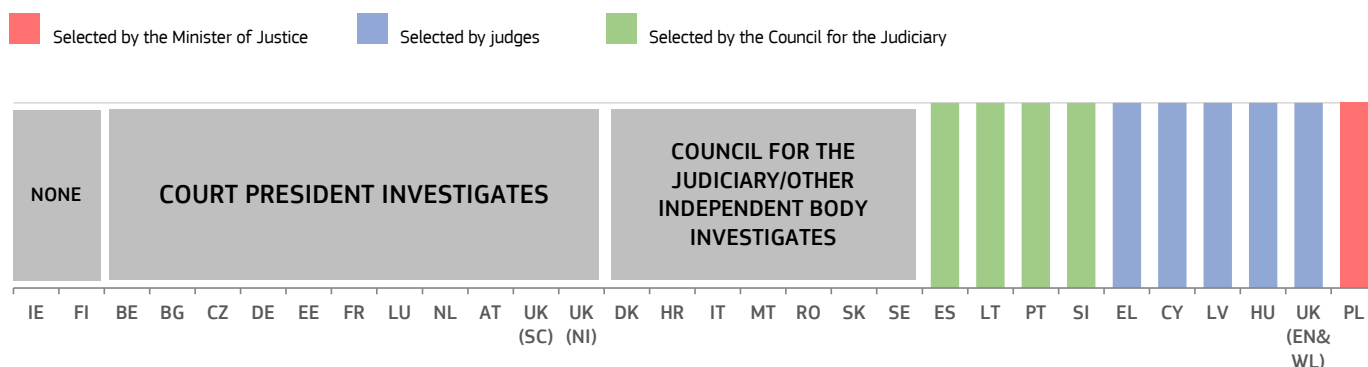 Selected by the Minister of Justice
Selected by judges
Selected by the Council for the Judiciary
NONE
COURT PRESIDENT INVESTIGATES
COUNCIL FOR THE
JUDICIARY/OTHER
INDEPENDENT BODY
INVESTIGATES
IE FI BE BG CZ DE EE FR LU NL AT UK UK DK HR IT MT RO SK SE ES LT PT SI EL CY LV HU UK PL
(SC) (NI) (EN&
WL)